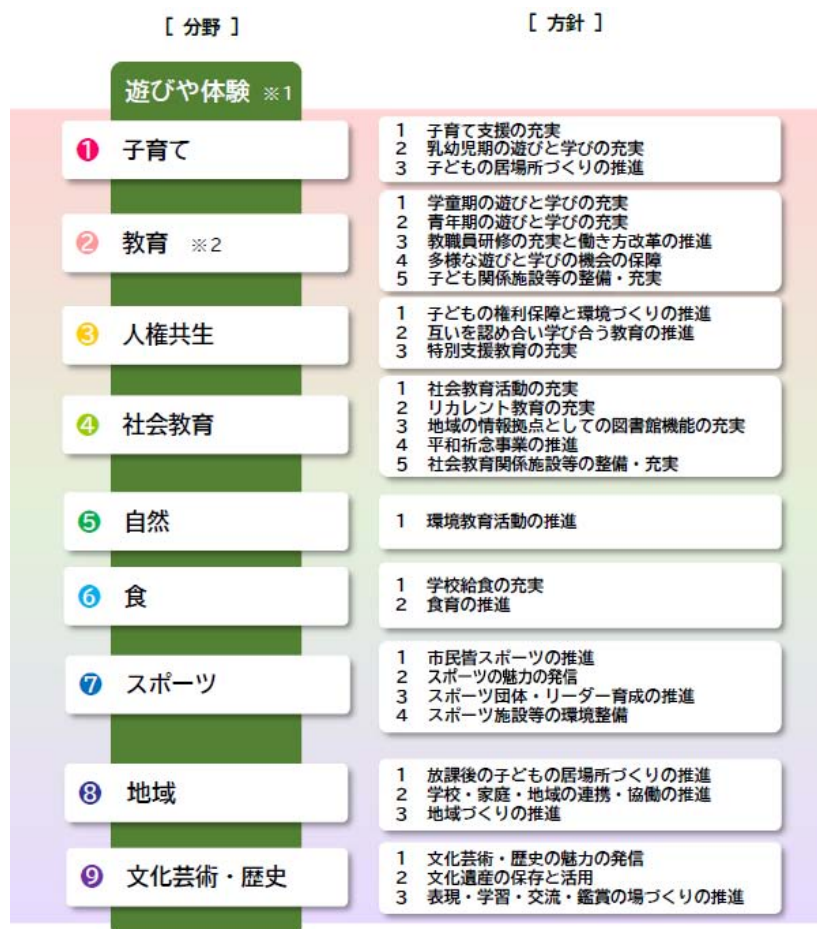 [ 分野 ]
[ 方針 ]
遊びや体験 ※1
❶ 子育て
1 子育て支援の充実
2 乳幼児期の遊びと学びの充実
3 子どもの居場所づくりの推進
❷ 教育 ※2
1 学童期の遊びと学びの充実
2 青年期の遊びと学びの充実
3 教職員研修の充実と働き方改革の推進
4 多様な遊びと学びの機会の保障
5 子ども関係施設等の整備・充実
❸ 人権共生
1 子どもの権利保障と環境づくりの推進
2 互いを認め合い学び合う教育の推進
3 特別支援教育の充実
❹ 社会教育
1 社会教育活動の充実
2 リカレント教育の充実
3 地域の情報拠点としての図書館機能の充実
4 平和祈念事業の推進
5 社会教育関係施設等の整備・充実
❺ 自然
1 環境教育活動の推進
❻ 食
1 学校給食の充実
2 食育の推進
❼ スポーツ
1 市民皆スポーツの推進
2 スポーツの魅力の発信
3 スポーツ団体・リーダー育成の推進
4 スポーツ施設等の環境整備
❽ 地域
1 放課後の子どもの居場所づくりの推進
2 学校・家庭・地域の連携・協働の推進
3 地域づくりの推進
❾ 文化芸術・歴史
1 文化芸術・歴史の魅力の発信
2 文化遺産の保存と活用
3 表現・学習・交流・鑑賞の場づくりの推進